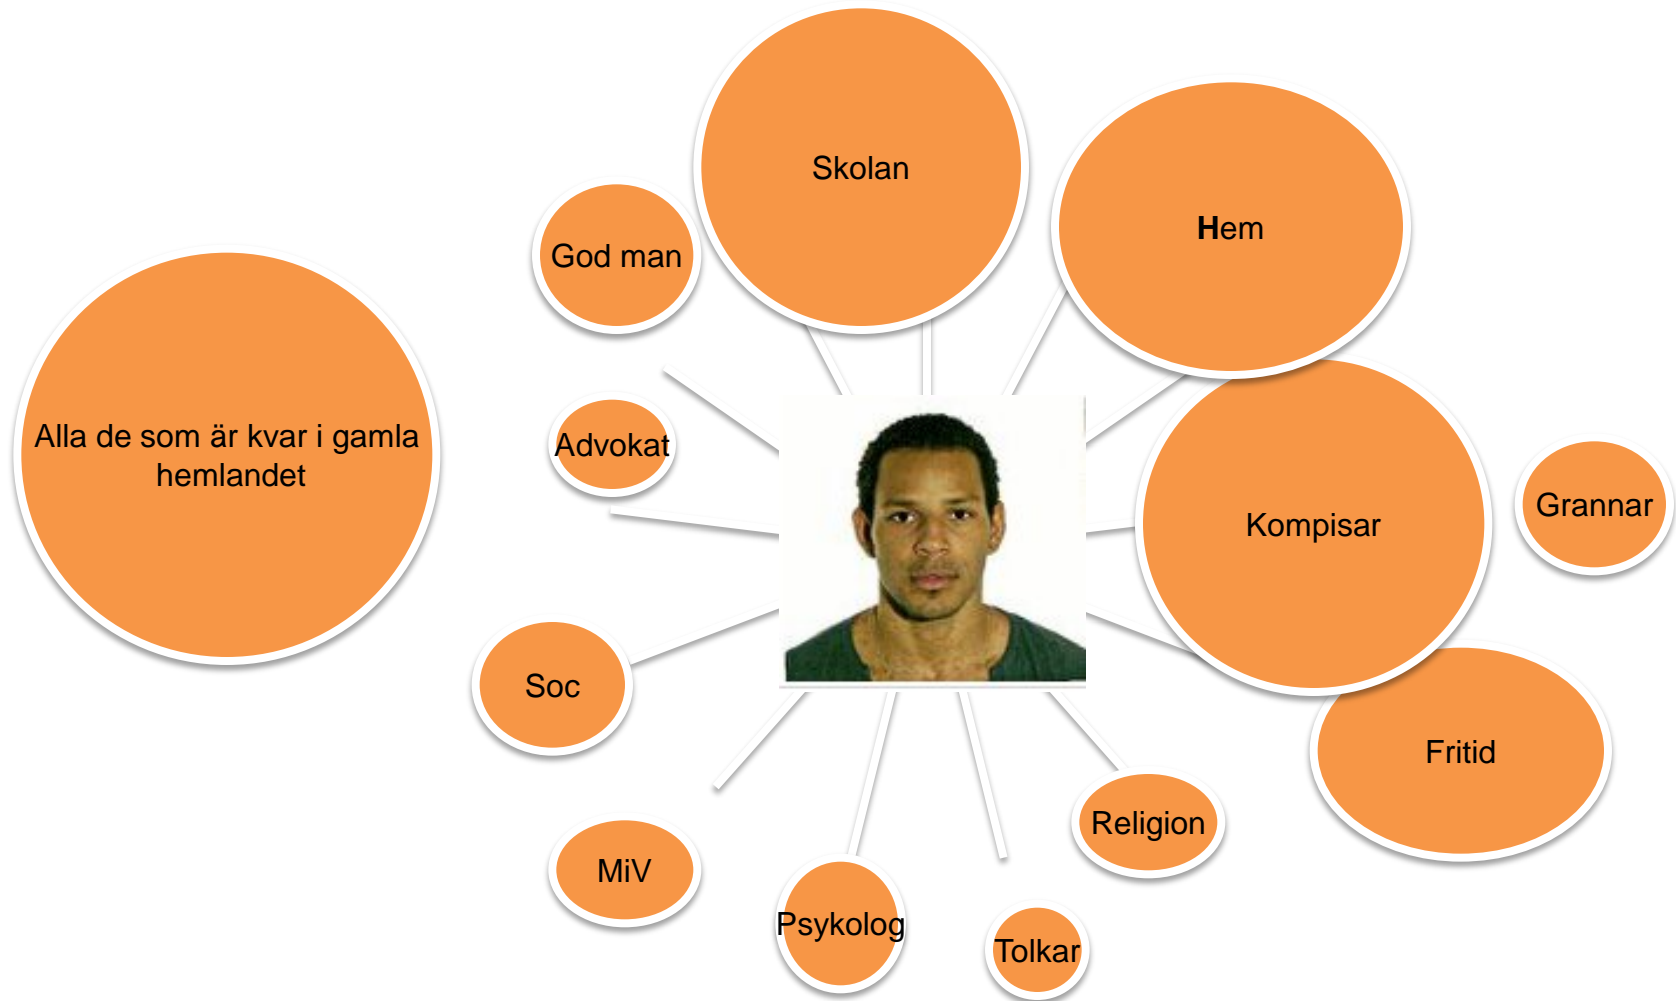 Skolan
Hem
God man
Alla de som är kvar i gamla
hemlandet
Advokat
Kompisar
Grannar
Soc
Fritid
Religion
MiV
Psykolog
Tolkar